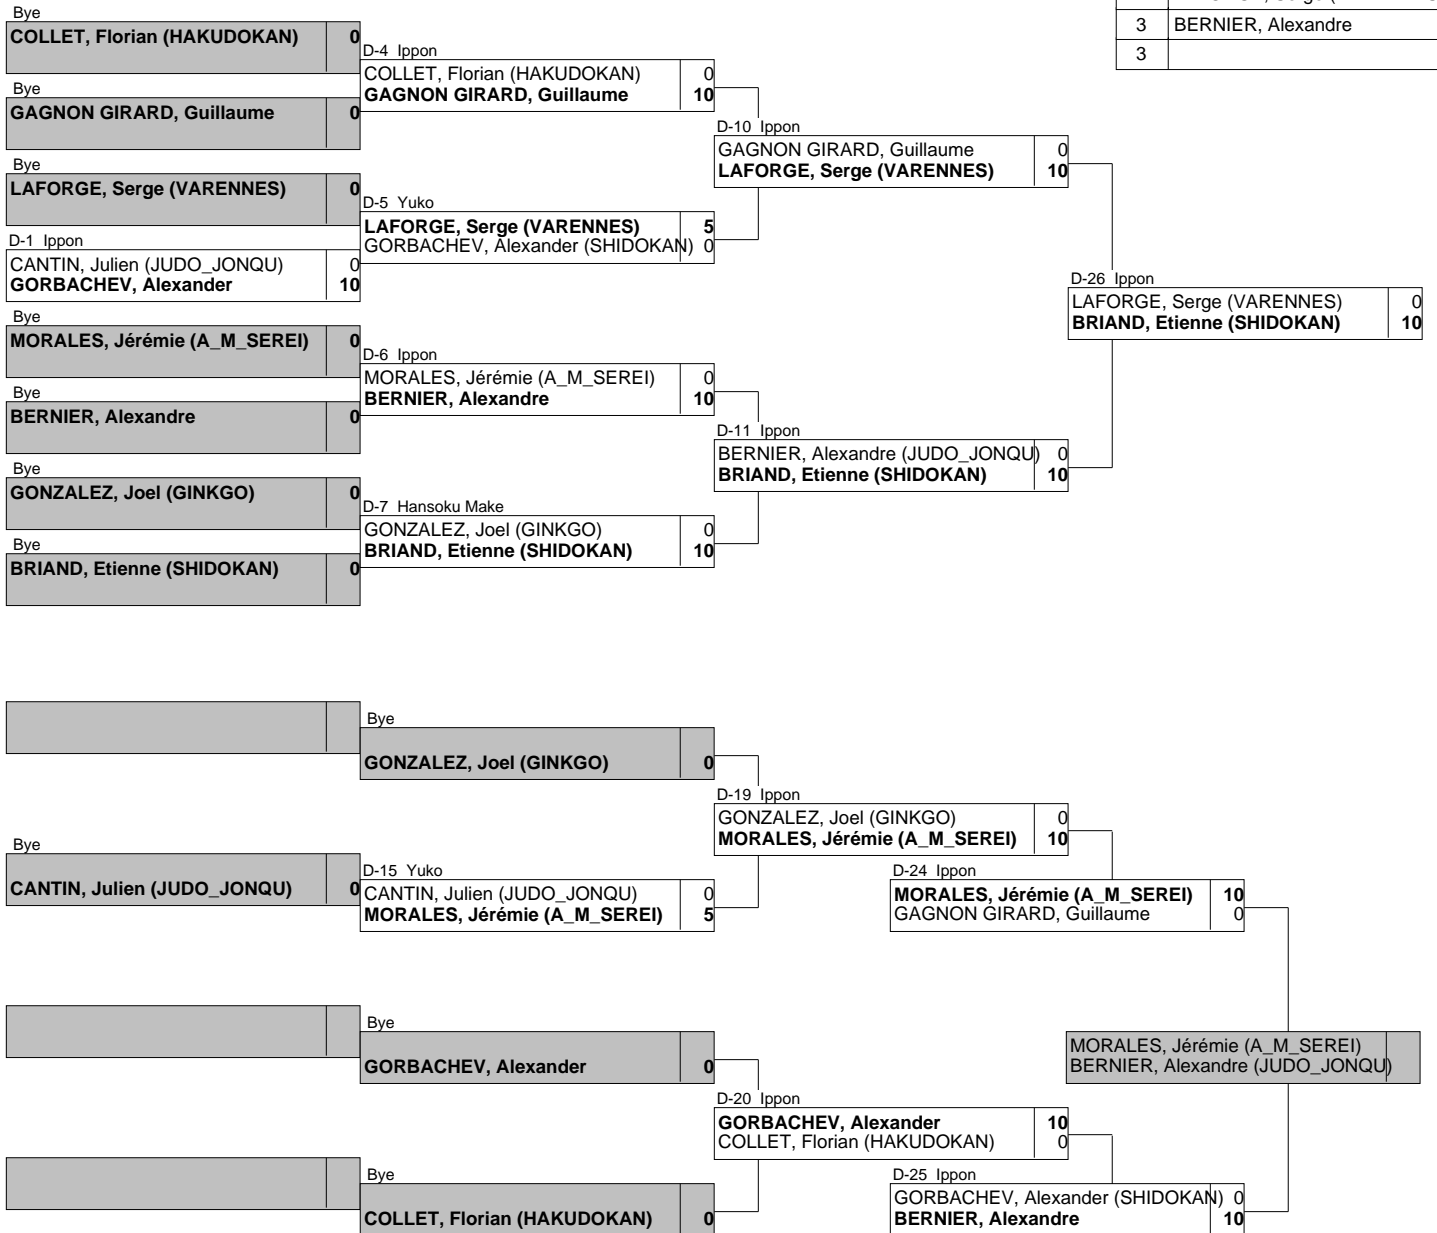 Bye
COLLET, Florian (HAKUDOKAN) 0
3 BERNIER, Alexandre
3
D-4 Ippon
COLLET, Florian (HAKUDOKAN) 0
GAGNON GIRARD, Guillaume 10
Bye
GAGNON GIRARD, Guillaume 0
D-10 Ippon
GAGNON GIRARD, Guillaume 0
LAFORGE, Serge (VARENNES) 10
Bye
LAFORGE, Serge (VARENNES) 0
D-5 Yuko
LAFORGE, Serge (VARENNES) 5
GORBACHEV, Alexander (SHIDOKAN) 0
D-1 Ippon
CANTIN, Julien (JUDO_JONQU) 0
GORBACHEV, Alexander 10
D-26 Ippon
LAFORGE, Serge (VARENNES) 0
BRIAND, Etienne (SHIDOKAN) 10
Bye
MORALES, Jérémie (A_M_SEREI) 0
D-6 Ippon
MORALES, Jérémie (A_M_SEREI) 0
BERNIER, Alexandre 10
Bye
BERNIER, Alexandre 0
D-11 Ippon
BERNIER, Alexandre (JUDO_JONQU) 0
BRIAND, Etienne (SHIDOKAN) 10
Bye
GONZALEZ, Joel (GINKGO) 0
D-7 Hansoku Make
GONZALEZ, Joel (GINKGO) 0
BRIAND, Etienne (SHIDOKAN) 10
Bye
BRIAND, Etienne (SHIDOKAN) 0
Bye
GONZALEZ, Joel (GINKGO) 0
D-19 Ippon
GONZALEZ, Joel (GINKGO) 0
MORALES, Jérémie (A_M_SEREI) 10
Bye
CANTIN, Julien (JUDO_JONQU) 0
D-15 Yuko
CANTIN, Julien (JUDO_JONQU) 0
MORALES, Jérémie (A_M_SEREI) 5
D-24 Ippon
MORALES, Jérémie (A_M_SEREI) 10
GAGNON GIRARD, Guillaume 0
Bye
GORBACHEV, Alexander 0
MORALES, Jérémie (A_M_SEREI)
BERNIER, Alexandre (JUDO_JONQU)
D-20 Ippon
GORBACHEV, Alexander 10
COLLET, Florian (HAKUDOKAN) 0
Bye
COLLET, Florian (HAKUDOKAN) 0
D-25 Ippon
GORBACHEV, Alexander (SHIDOKAN) 0
BERNIER, Alexandre 10